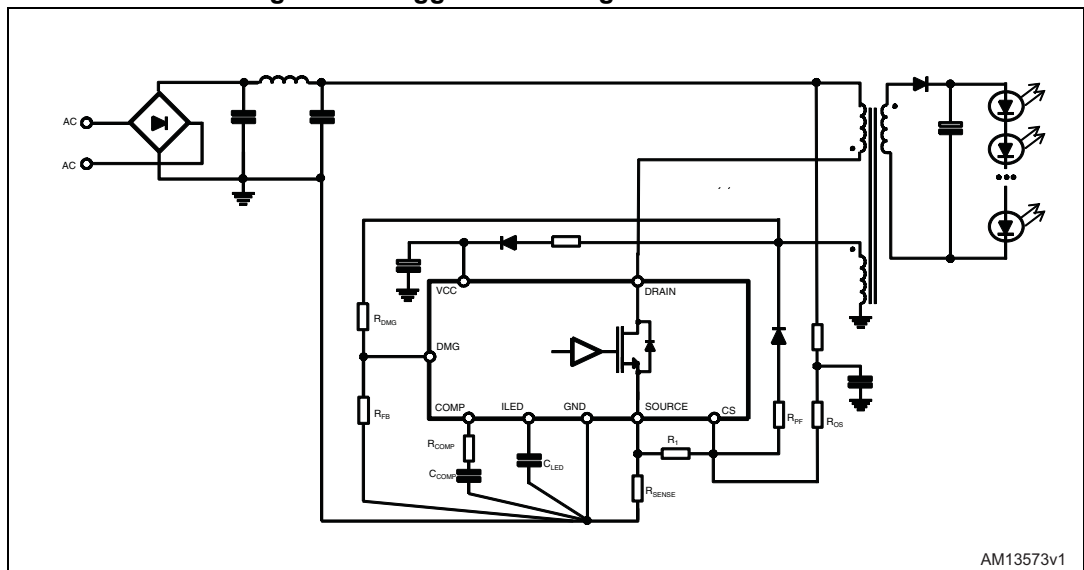 AC
AC
VCC
DRAIN
R_DMG
DMG
R_FB
COMP
ILED
GND
SOURCE
CS
R_COMP
C_COMP
C_LED
R_1
R_SENSE
R_PF
R_OS
AM13573v1